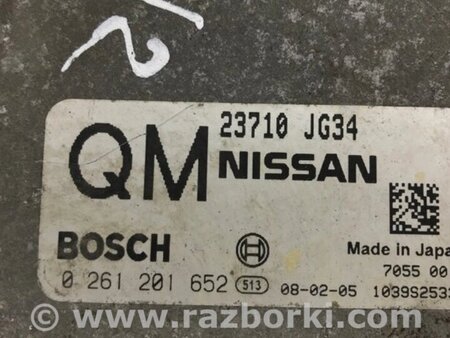 23710 JG34
QM NISSAN
BOSCH
Made in Japa
7055 00
0 261 201 652 513 08-02-05 1039S253
www.razborki.com